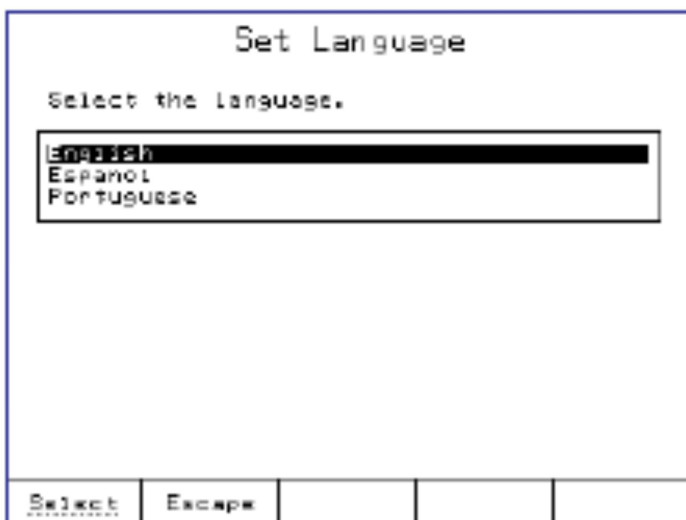 Set Language
Select the language.
English
Espanol
Portuguese
Select Escape